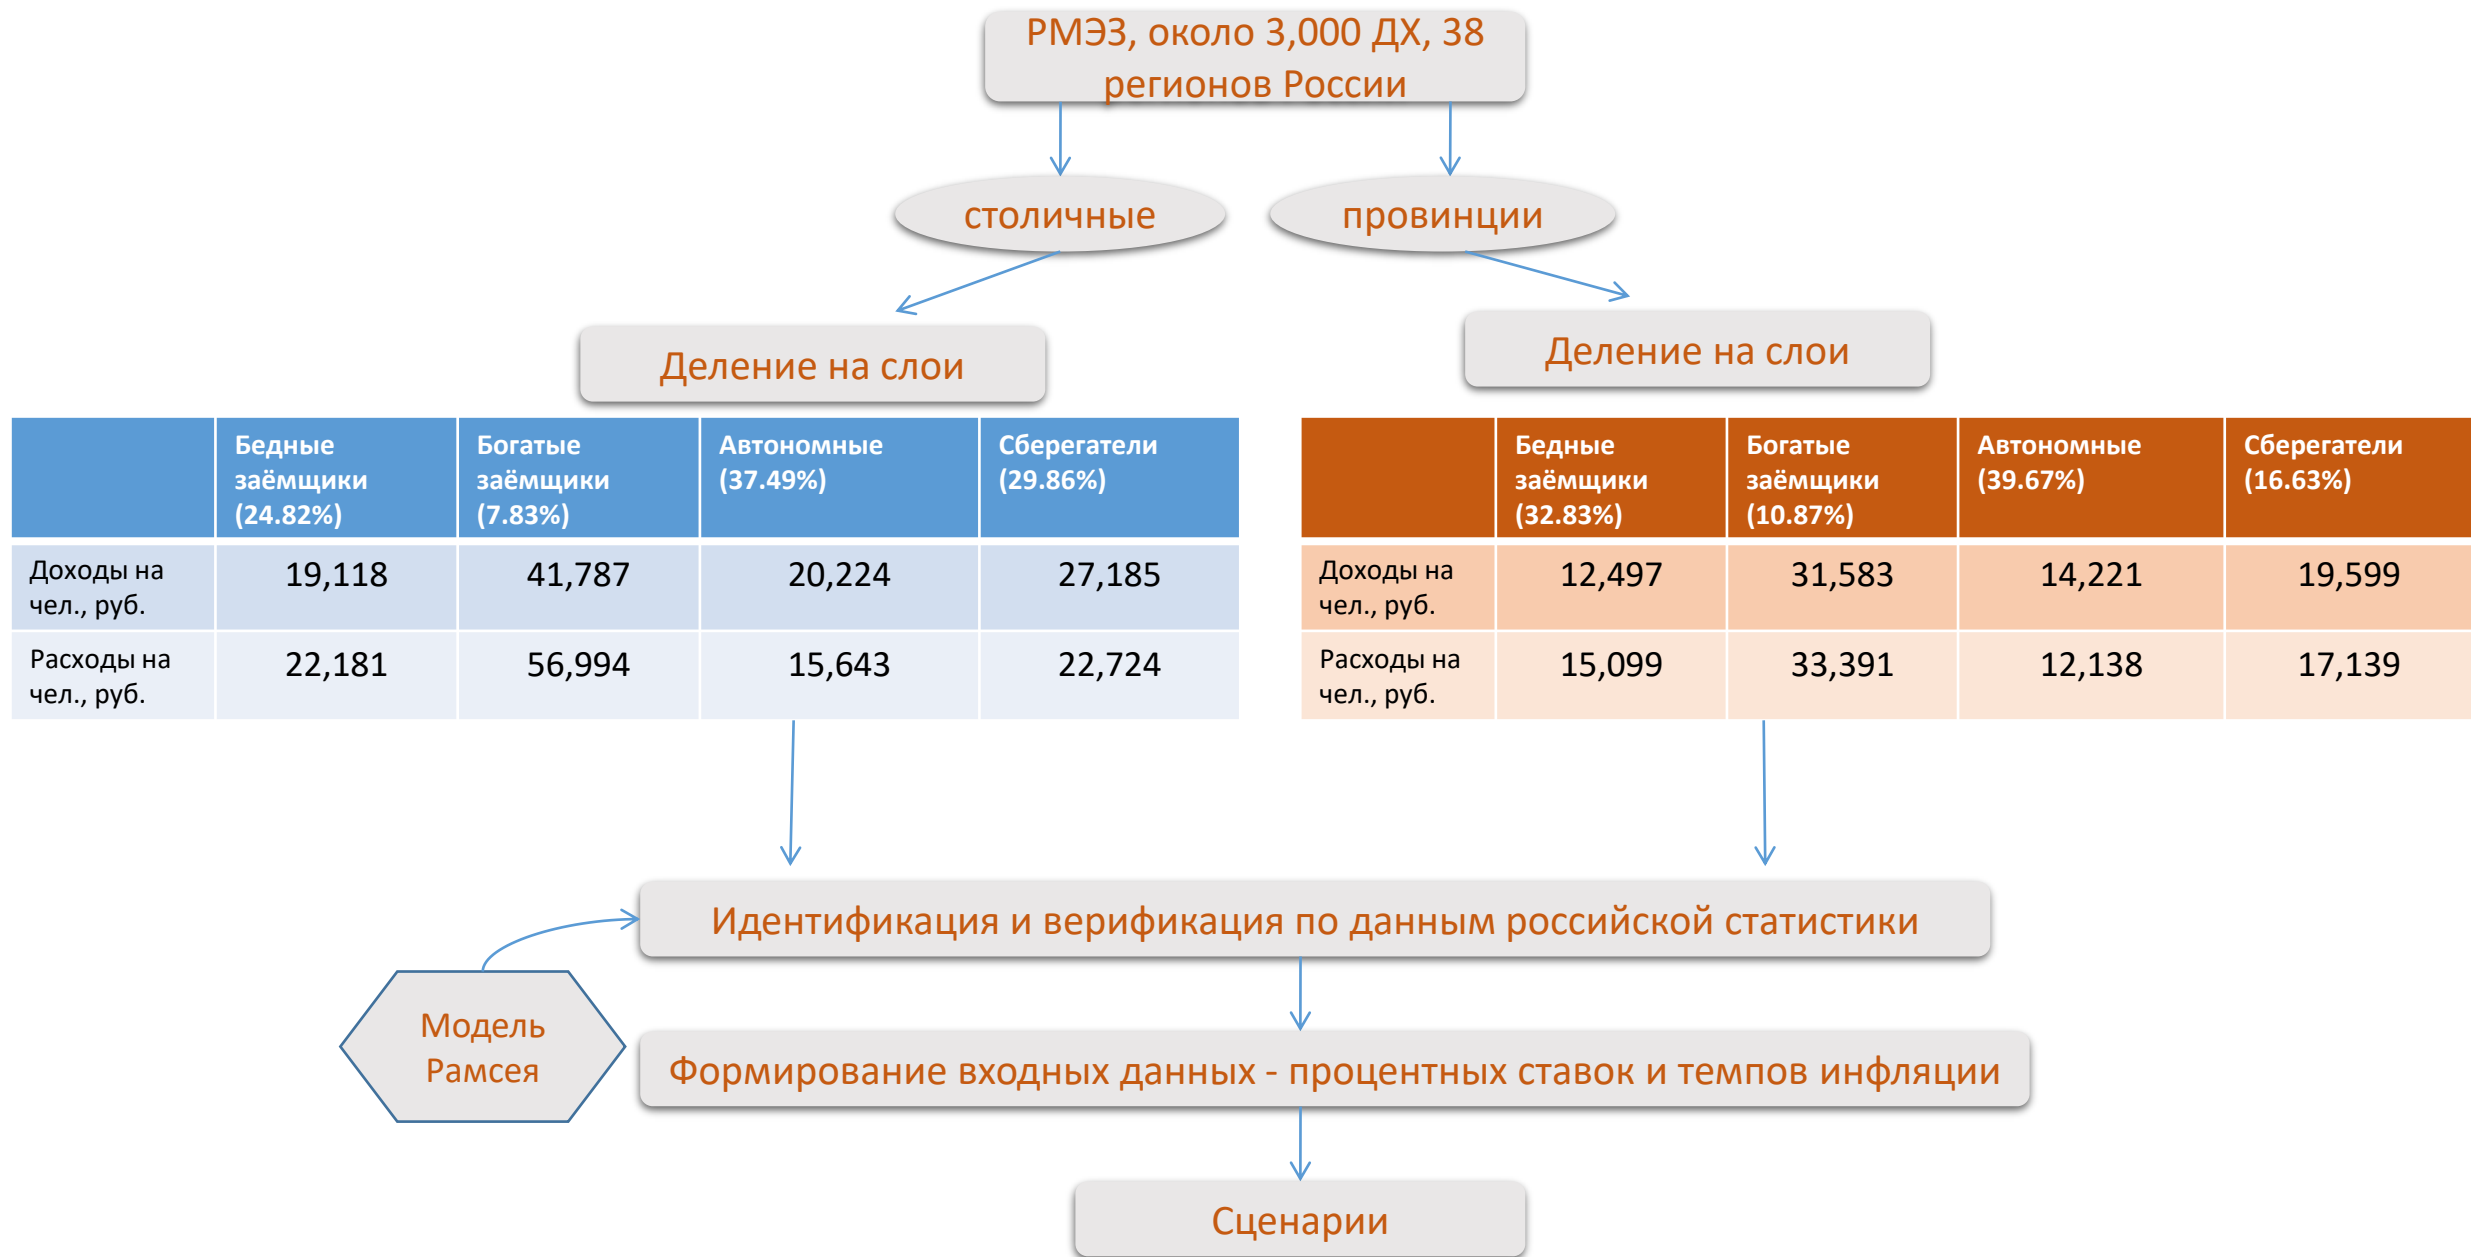 РМЭЗ, около 3,000 ДХ, 38
регионов России
столичные
провинции
Деление на слои
Деление на слои
Бедные
заёмщики
(24.82%)
Богатые
заёмщики
(7.83%)
Автономные
(37.49%)
Сберегатели
(29.86%)
Доходы на
чел., руб.
19,118
41,787
20,224
27,185
Расходы на
чел., руб.
22,181
56,994
15,643
22,724
Бедные
заёмщики
(32.83%)
Богатые
заёмщики
(10.87%)
Автономные
(39.67%)
Сберегатели
(16.63%)
Доходы на
чел., руб.
12,497
31,583
14,221
19,599
Расходы на
чел., руб.
15,099
33,391
12,138
17,139
Идентификация и верификация по данным российской статистики
Модель
Рамсея
Формирование входных данных - процентных ставок и темпов инфляции
Сценарии